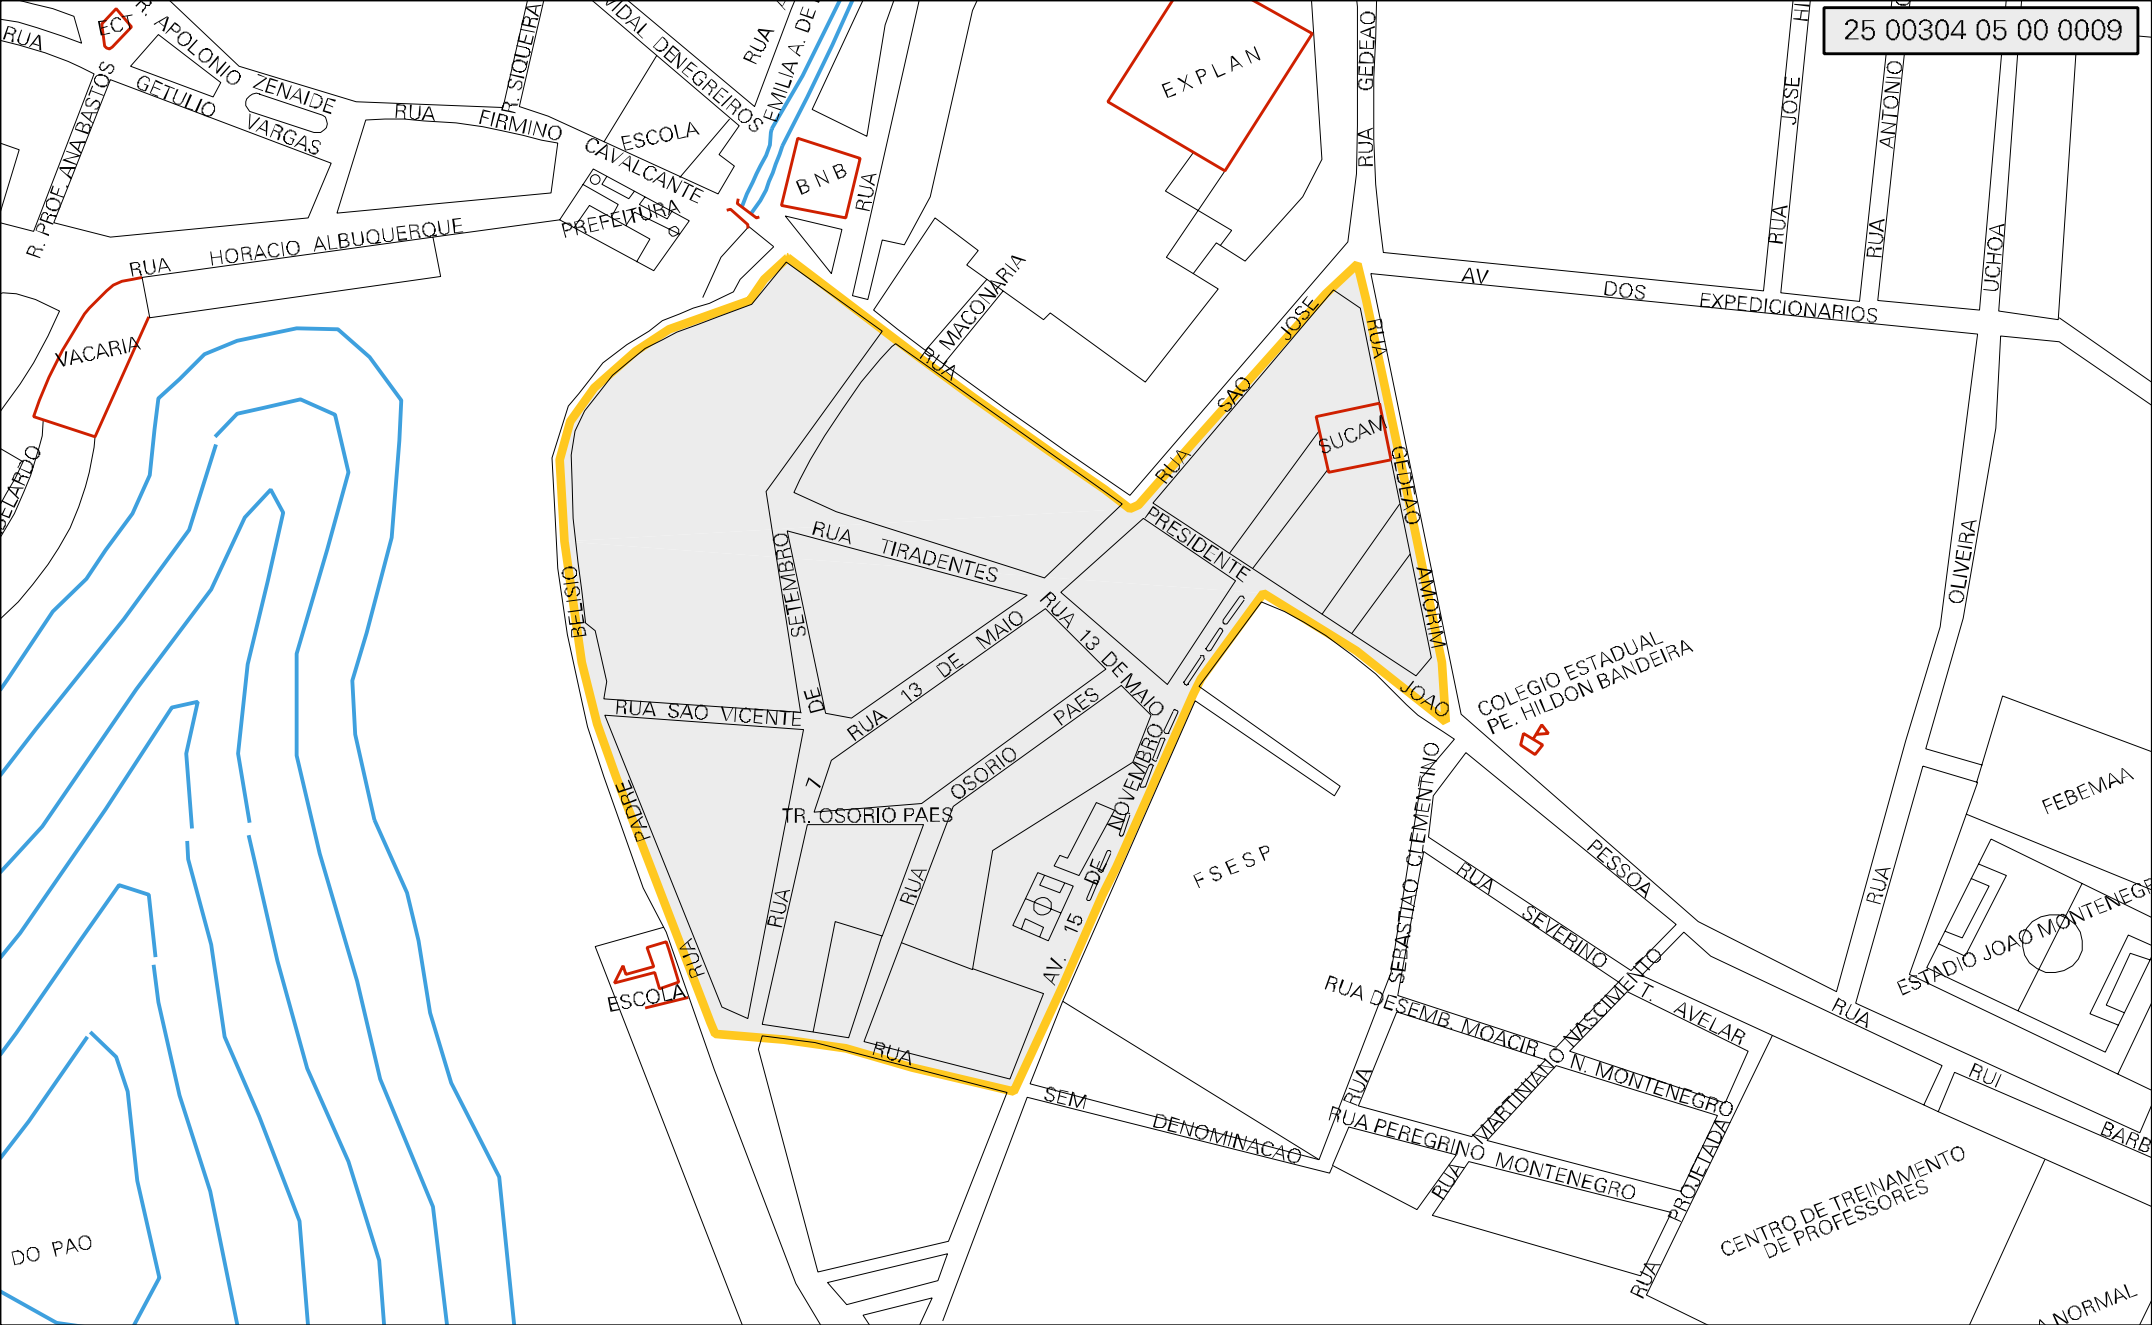 25 00304 05 00 0009
RUA
ECT
R. APOLONIO
ZENAIDE
GETULIO
VARGAS
R. PROF. ANA BASTOS
RUA FIRMINO
CAVALCANTE
R. SIQUEIRA
VIDAL DE NEGREIROS
RUA
EMILIA A. DE
ESCOLA
PREFEITURA
B N B
RUA
EXPLAN
RUA GEDEAO
RUA JOSE
RUA ANTONIO
UCHOA
RUA HORACIO ALBUQUERQUE
VACARIA
MACONARIA
RUA
AV DOS EXPEDICIONARIOS
RUA SAO JOSE
RUA GEDEAO AMORIM
SUCAM
PRESIDENTE
JOAO
PESSOA
RUA TIRADENTES
RUA 13 DE MAIO
RUA 13 DE MAIO
RUA 7 DE SETEMBRO
RUA SAO VICENTE
RUA OSORIO PAES
TR. OSORIO PAES
RUA PADRE BELISIO
AV. 15 DE NOVEMBRO
ESCOLA
RUA SEM DENOMINACAO
FSESP
RUA SEBASTIAO CLEMENTINO
COLEGIO ESTADUAL
PE. HILDON BANDEIRA
RUA OLIVEIRA
FEBEMAA
ESTADIO JOAO MONTENEGR
RUA SEVERINO T. AVELAR
RUA DESEMB. MOACIR N. MONTENEGRO
RUA MARTINIANO NASCIMENTO
RUA PEREGRINO MONTENEGRO
RUA PROJETADA
RUA RUI BARB
CENTRO DE TREINAMENTO
DE PROFESSORES
A NORMAL
DO PAO